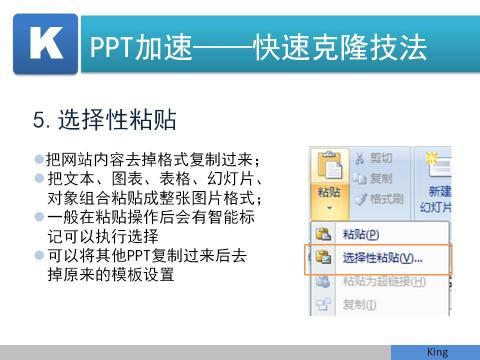 K
PPT加速——快速克隆技法
5.选择性粘贴
把网站内容去掉格式复制过来；
把文本、图表、表格、幻灯片、
对象组合粘贴成整张图片格式；
一般在粘贴操作后会有智能标
记可以执行选择
可以将其他PPT复制过来后去
掉原来的模板设置
剪切
复制
格式刷
粘贴
新建
幻灯片
粘贴(P)
选择性粘贴(V)...
粘贴为超链接(H)
复制(I)
King